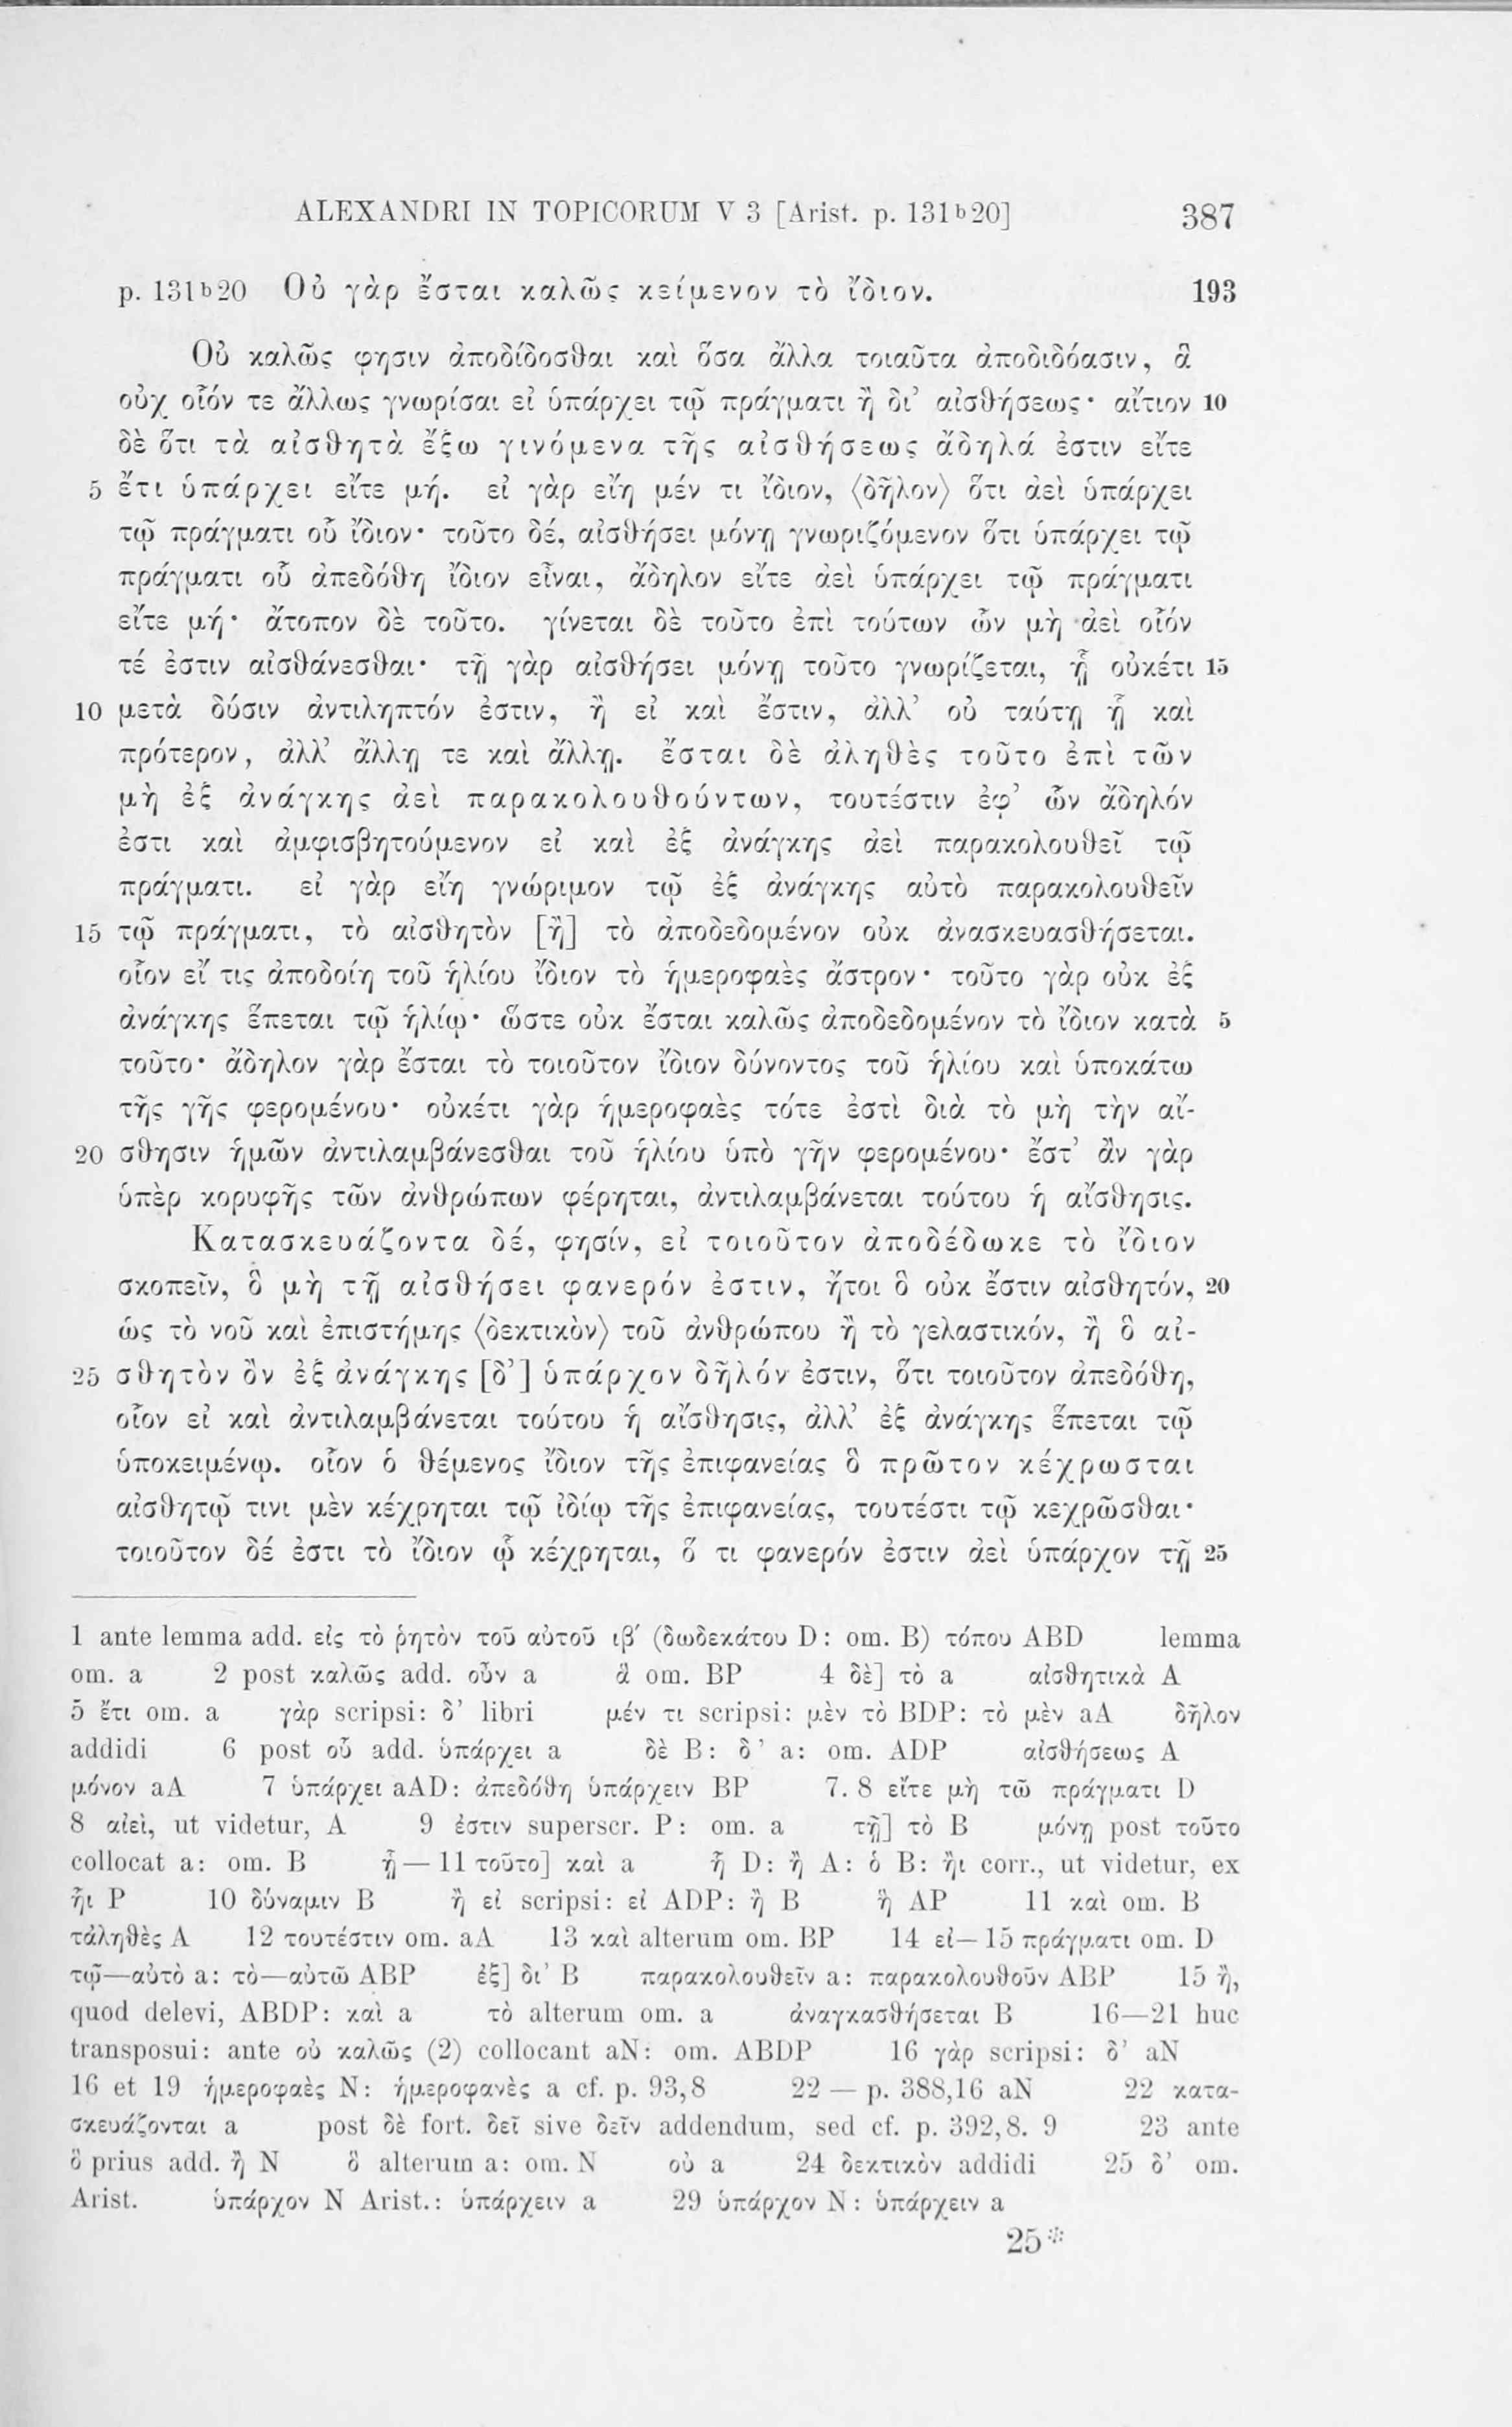 ALEXANDRI IN TOPICORUM V 3 [Arist. p. 131ᵇ20] 387
p. 131ᵇ20 Οὐ γὰρ ἔσται καλῶς κείμενον τὸ ἴδιον. 193
Οὐ καλῶς φησιν ἀποδίδοσθαι καὶ ὅσα ἄλλα τοιαῦτα ἀποδιδόασιν, ἃ
οὐχ οἷόν τε ἄλλως γνωρίσαι εἰ ὑπάρχει τῷ πράγματι ἢ δι’ αἰσθήσεως· αἴτιον 10
δὲ ὅτι τὰ αἰσθητὰ ἔξω γινόμενα τῆς αἰσθήσεως ἄδηλά ἐστιν εἴτε
5 ἔτι ὑπάρχει εἴτε μή. εἰ γὰρ εἴη μέν τι ἴδιον, ⟨δῆλον⟩ ὅτι ἀεὶ ὑπάρχει
τῷ πράγματι οὗ ἴδιον· τοῦτο δέ, αἰσθήσει μόνῃ γνωριζόμενον ὅτι ὑπάρχει τῷ
πράγματι οὗ ἀπεδόθη ἴδιον εἶναι, ἄδηλον εἴτε ἀεὶ ὑπάρχει τῷ πράγματι
εἴτε μή· ἄτοπον δὲ τοῦτο. γίνεται δὲ τοῦτο ἐπὶ τούτων ὧν μὴ ἀεὶ οἷόν
τέ ἐστιν αἰσθάνεσθαι· τῇ γὰρ αἰσθήσει μόνῃ τοῦτο γνωρίζεται, ᾗ οὐκέτι 15
10 μετὰ δύσιν ἀντιληπτόν ἐστιν, ἢ εἰ καὶ ἔστιν, ἀλλ’ οὐ ταύτῃ ᾗ καὶ
πρότερον, ἀλλ’ ἄλλῃ τε καὶ ἄλλῃ. ἔσται δὲ ἀληθὲς τοῦτο ἐπὶ τῶν
μὴ ἐξ ἀνάγκης ἀεὶ παρακολουθούντων, τουτέστιν ἐφ’ ὧν ἄδηλόν
ἐστι καὶ ἀμφισβητούμενον εἰ καὶ ἐξ ἀνάγκης ἀεὶ παρακολουθεῖ τῷ
πράγματι. εἰ γὰρ εἴη γνώριμον τῷ ἐξ ἀνάγκης αὐτὸ παρακολουθεῖν
15 τῷ πράγματι, τὸ αἰσθητὸν [ἢ] τὸ ἀποδεδομένον οὐκ ἀνασκευασθήσεται.
οἷον εἴ τις ἀποδοίη τοῦ ἡλίου ἴδιον τὸ ἡμεροφαὲς ἄστρον· τοῦτο γὰρ οὐκ ἐξ
ἀνάγκης ἕπεται τῷ ἡλίῳ· ὥστε οὐκ ἔσται καλῶς ἀποδεδομένον τὸ ἴδιον κατὰ 5
τοῦτο· ἄδηλον γὰρ ἔσται τὸ τοιοῦτον ἴδιον δύνοντος τοῦ ἡλίου καὶ ὑποκάτω
τῆς γῆς φερομένου· οὐκέτι γὰρ ἡμεροφαὲς τότε ἐστὶ διὰ τὸ μὴ τὴν αἴ-
20 σθησιν ἡμῶν ἀντιλαμβάνεσθαι τοῦ ἡλίου ὑπὸ γῆν φερομένου· ἔστ’ ἂν γὰρ
ὑπὲρ κορυφῆς τῶν ἀνθρώπων φέρηται, ἀντιλαμβάνεται τούτου ἡ αἴσθησις.
Κατασκευάζοντα δέ, φησίν, εἰ τοιοῦτον ἀποδέδωκε τὸ ἴδιον
σκοπεῖν, ὃ μὴ τῇ αἰσθήσει φανερόν ἐστιν, ἤτοι ὃ οὐκ ἔστιν αἰσθητόν, 20
ὡς τὸ νοῦ καὶ ἐπιστήμης ⟨δεκτικὸν⟩ τοῦ ἀνθρώπου ἢ τὸ γελαστικόν, ἢ ὃ αἰ-
25 σθητὸν ὂν ἐξ ἀνάγκης [δ’] ὑπάρχον δῆλόν ἐστιν, ὅτι τοιοῦτον ἀπεδόθη,
οἷον εἰ καὶ ἀντιλαμβάνεται τούτου ἡ αἴσθησις, ἀλλ’ ἐξ ἀνάγκης ἕπεται τῷ
ὑποκειμένῳ. οἷον ὁ θέμενος ἴδιον τῆς ἐπιφανείας ὃ πρῶτον κέχρωσται
αἰσθητῷ τινι μὲν κέχρηται τῷ ἰδίῳ τῆς ἐπιφανείας, τουτέστι τῷ κεχρῶσθαι·
τοιοῦτον δέ ἐστι τὸ ἴδιον ᾧ κέχρηται, ὅ τι φανερόν ἐστιν ἀεὶ ὑπάρχον τῇ 25
1 ante lemma add. εἰς τὸ ῥητὸν τοῦ αὐτοῦ ιβ′ (δωδεκάτου D: om. B) τόπου ABD lemma
om. a 2 post καλῶς add. οὖν a ἃ om. BP 4 δὲ] τὸ a αἰσθητικὰ A
5 ἔτι om. a γὰρ scripsi: δ’ libri μέν τι scripsi: μὲν τὸ BDP: τὸ μὲν aA δῆλον
addidi 6 post οὗ add. ὑπάρχει a δὲ B: δ’ a: om. ADP αἰσθήσεως A
μόνον aA 7 ὑπάρχει aAD: ἀπεδόθη ὑπάρχειν BP 7. 8 εἴτε μὴ τῶ πράγματι D
8 αἰεὶ, ut videtur, A 9 ἐστιν superscr. P: om. a τῇ] τὸ B μόνῃ post τοῦτο
collocat a: om. B ᾗ—11 τοῦτο] καὶ a ἧ D: ἢ A: ὁ B: ἢι corr., ut videtur, ex
ἧι P 10 δύναμιν B ἢ εἰ scripsi: εἰ ADP: ἢ B ἢ AP 11 καὶ om. B
τἀληθὲς A 12 τουτέστιν om. aA 13 καὶ alterum om. BP 14 εἰ—15 πράγματι om. D
τῷ—αὐτὸ a: τὸ—αὐτῶ ABP ἐξ] δι’ B παρακολουθεῖν a: παρακολουθοῦν ABP 15 ἢ,
quod delevi, ABDP: καὶ a τὸ alterum om. a ἀναγκασθήσεται B 16—21 huc
transposui: ante οὐ καλῶς (2) collocant aN: om. ABDP 16 γὰρ scripsi: δ’ aN
16 et 19 ἡμεροφαὲς N: ἡμεροφανὲς a cf. p. 93,8 22 — p. 388,16 aN 22 κατα-
σκευάζονται a post δὲ fort. δεῖ sive δεῖν addendum, sed cf. p. 392,8. 9 23 ante
ὃ prius add. ἢ N ὃ alterum a: om. N οὐ a 24 δεκτικὸν addidi 25 δ’ om.
Arist. ὑπάρχον N Arist.: ὑπάρχειν a 29 ὑπάρχον N: ὑπάρχειν a
25*